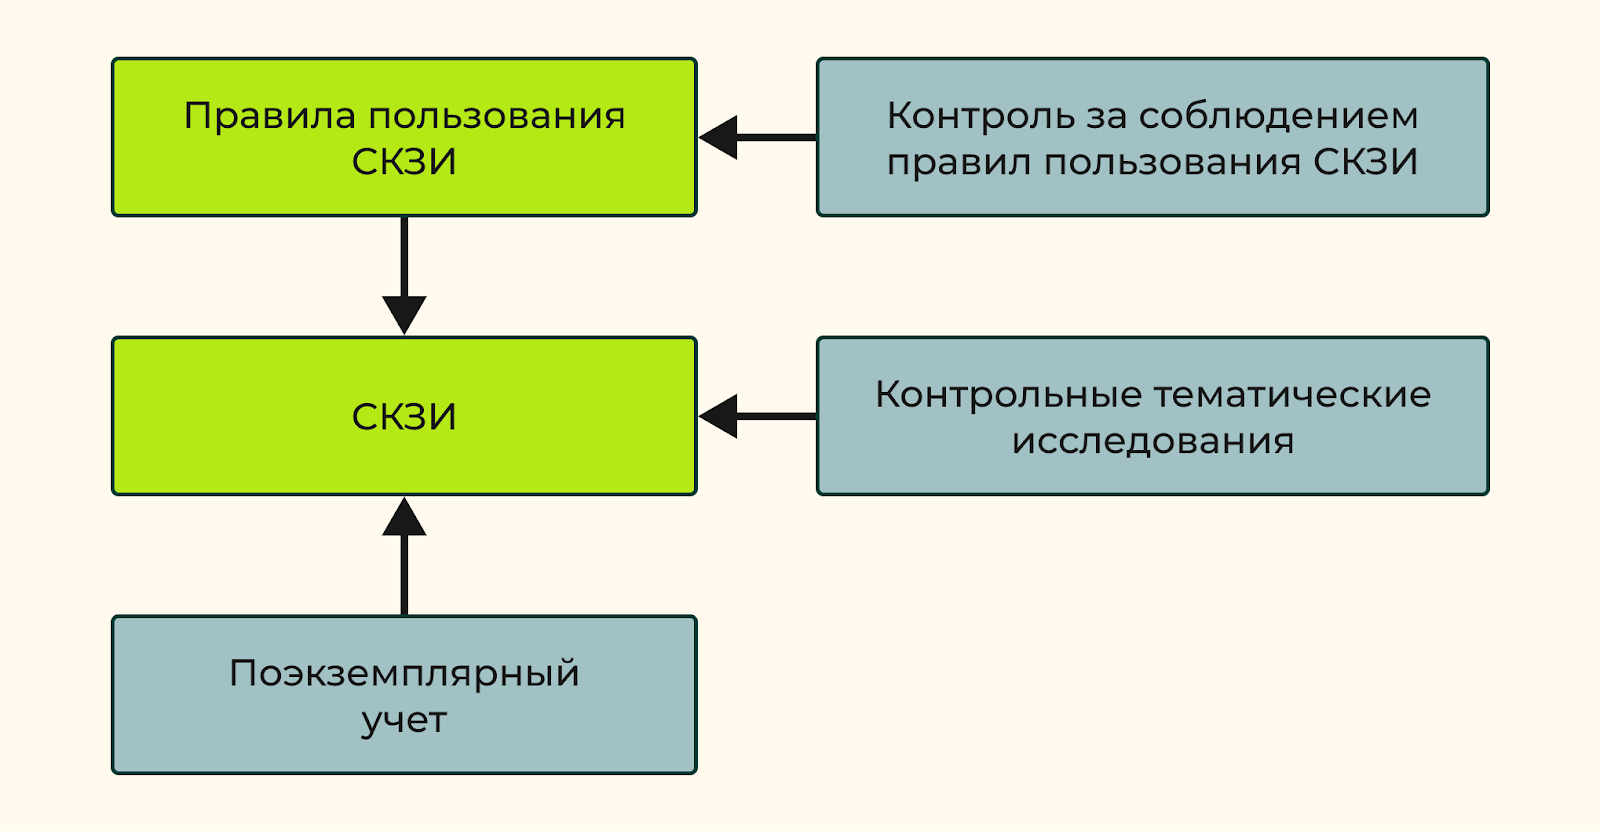 Правила пользования
СКЗИ
Контроль за соблюдением
правил пользования СКЗИ
СКЗИ
Контрольные тематические
исследования
Поэкземплярный
учет